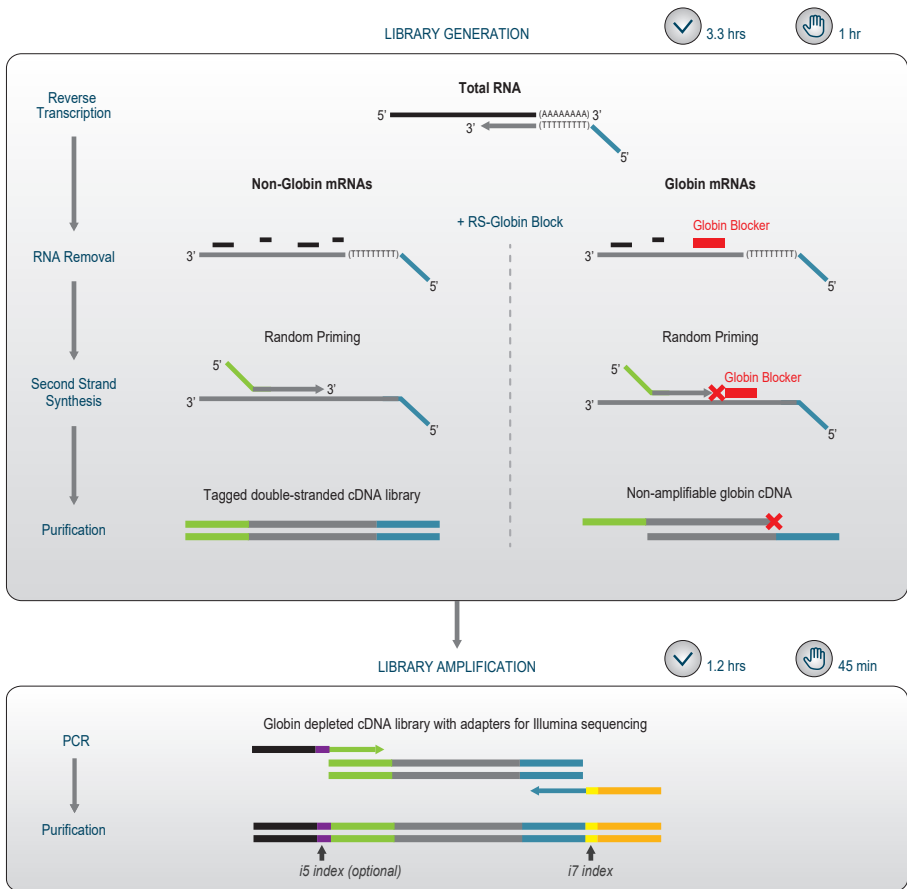 LIBRARY GENERATION
3.3 hrs
1 hr
Reverse
Transcription
Total RNA
5’
(AAAAAAAA)
3’
3’
(TTTTTTTTT)
5’
Non-Globin mRNAs
Globin mRNAs
+ RS-Globin Block
RNA Removal
3’
(TTTTTTTTT)
5’
Globin Blocker
3’
(TTTTTTTTT)
5’
Random Priming
Random Priming
Second Strand
Synthesis
5’
3’
3’
5’
5’
Globin Blocker
3’
5’
Tagged double-stranded cDNA library
Non-amplifiable globin cDNA
Purification
LIBRARY AMPLIFICATION
1.2 hrs
45 min
Globin depleted cDNA library with adapters for Illumina sequencing
PCR
Purification
i5 index (optional)
i7 index